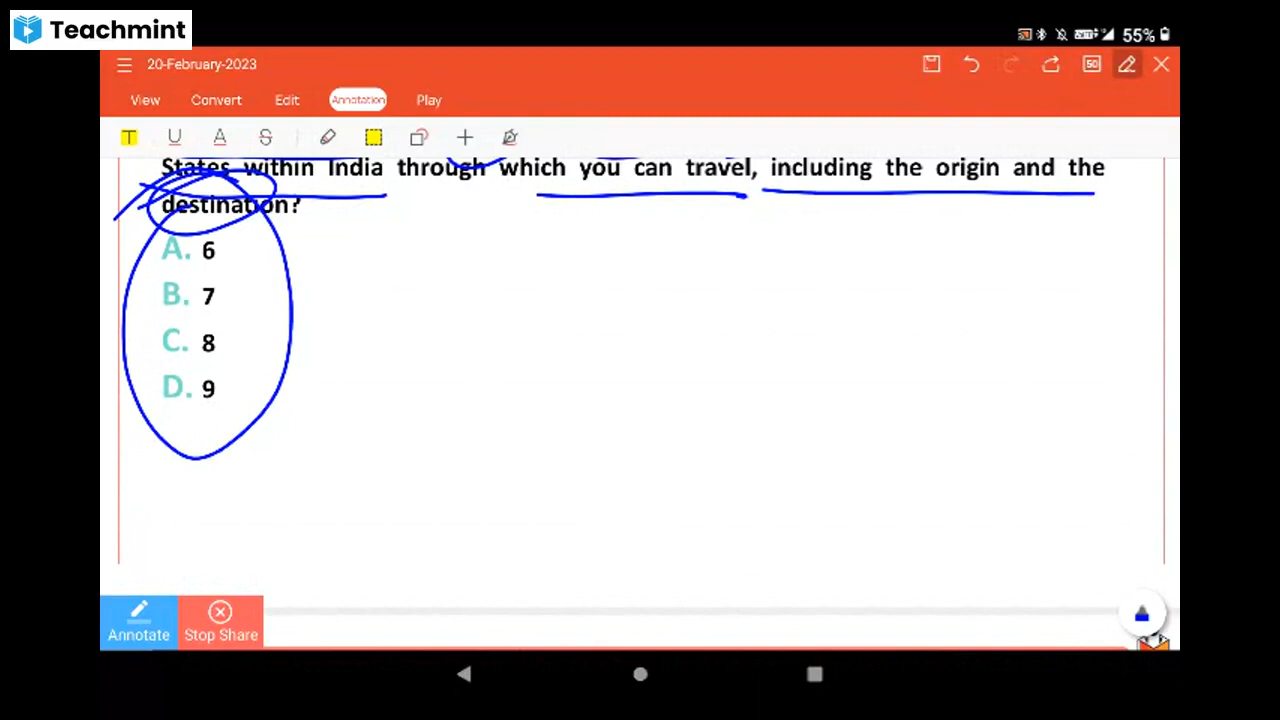 Teachmint
55%
20-February-2023
50
View Convert Edit Annotation Play
T U A S
States within India through which you can travel, including the origin and the
destination?
A. 6
B. 7
C. 8
D. 9
Annotate Stop Share